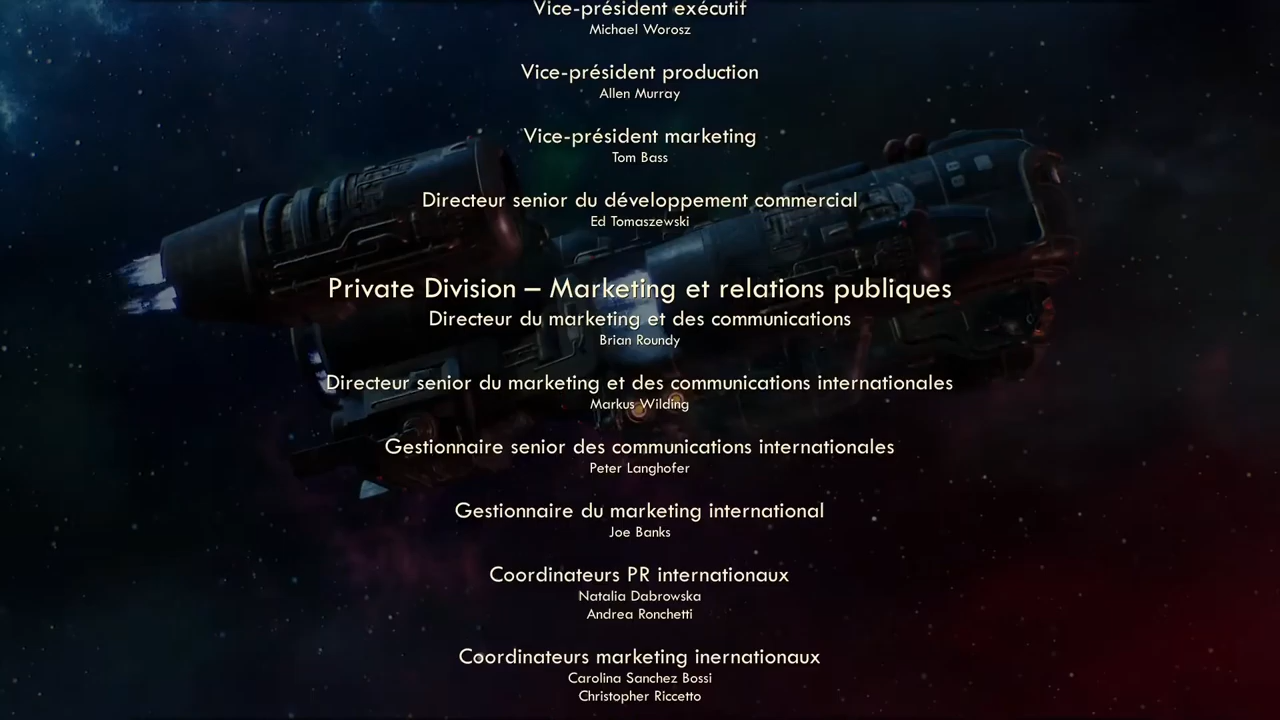 Vice-président exécutif
Michael Worosz
Vice-président production
Allen Murray
Vice-président marketing
Tom Bass
Directeur senior du développement commercial
Ed Tomaszewski
Private Division – Marketing et relations publiques
Directeur du marketing et des communications
Brian Roundy
Directeur senior du marketing et des communications internationales
Markus Wilding
Gestionnaire senior des communications internationales
Peter Langhofer
Gestionnaire du marketing international
Joe Banks
Coordinateurs PR internationaux
Natalia Dabrowska
Andrea Ronchetti
Coordinateurs marketing inernationaux
Carolina Sanchez Bossi
Christopher Riccetto